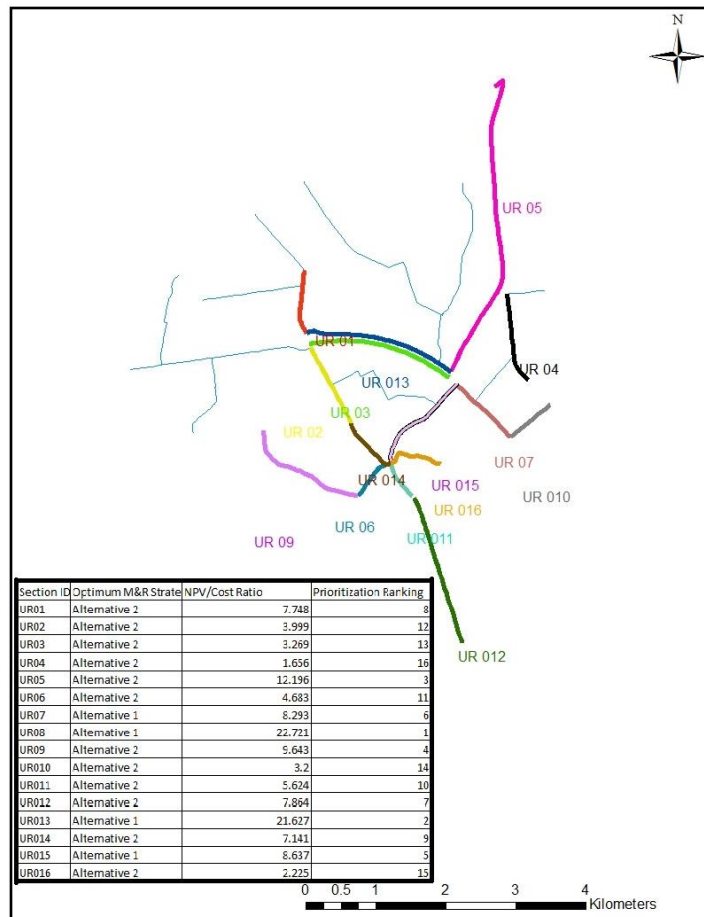 N
UR 05
UR 01
UR 04
UR 013
UR 03
UR 02
UR 07
UR 014
UR 015
UR 010
UR 016
UR 06
UR 011
UR 09
UR 012
Section ID Optimum M&R Strate NPV/Cost Ratio Prioritization Ranking
UR01 Alternative 2 7.748 8
UR02 Alternative 2 3.999 12
UR03 Alternative 2 3.269 13
UR04 Alternative 2 1.656 16
UR05 Alternative 2 12.196 3
UR06 Alternative 2 4.683 11
UR07 Alternative 1 8.293 6
UR08 Alternative 1 22.721 1
UR09 Alternative 2 9.643 4
UR010 Alternative 2 3.2 14
UR011 Alternative 2 5.624 10
UR012 Alternative 2 7.864 7
UR013 Alternative 1 21.627 2
UR014 Alternative 2 7.141 9
UR015 Alternative 1 8.637 5
UR016 Alternative 2 2.225 15
0 0.5 1 2 3 4
Kilometers